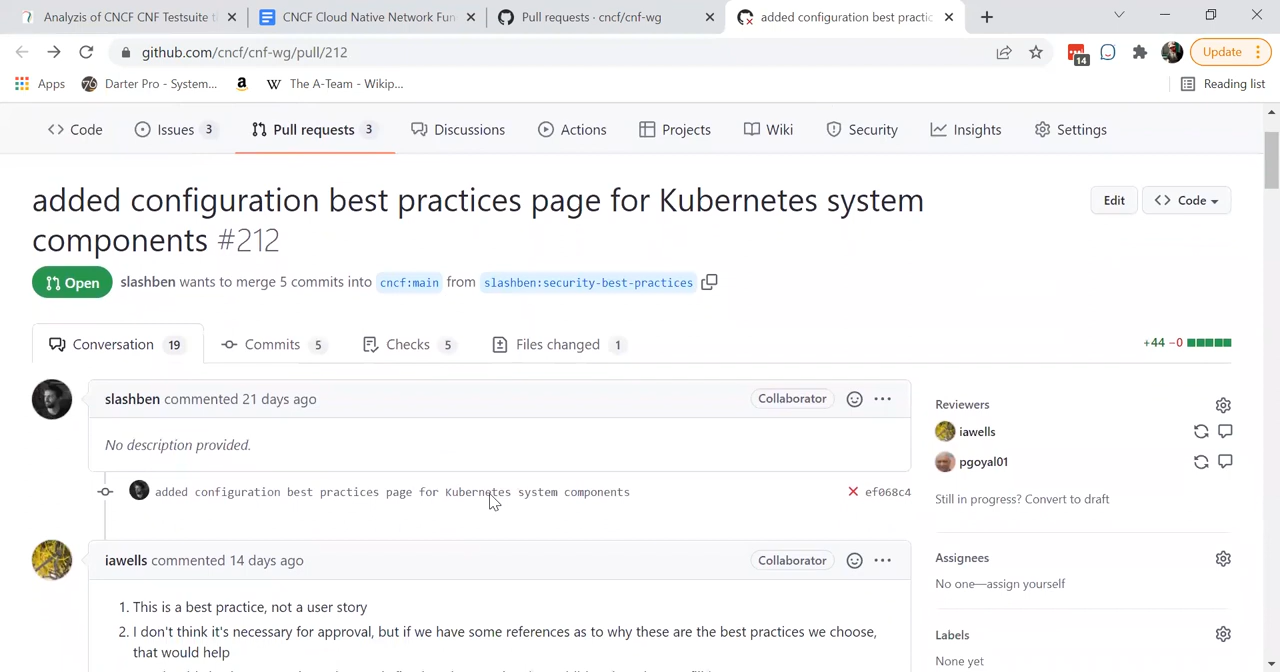 Analyzis of CNCF CNF Testsuite t
CNCF Cloud Native Network Fun
Pull requests · cncf/cnf-wg
added configuration best practic
github.com/cncf/cnf-wg/pull/212
14
Update
Apps
Darter Pro - System...
The A-Team - Wikip...
Reading list
Code
Issues 3
Pull requests 3
Discussions
Actions
Projects
Wiki
Security
Insights
Settings
added configuration best practices page for Kubernetes system
components #212
Edit
Code
Open
slashben wants to merge 5 commits into cncf:main from slashben:security-best-practices
Conversation 19
Commits 5
Checks 5
Files changed 1
+44 −0
slashben commented 21 days ago
Collaborator
No description provided.
added configuration best practices page for Kubernetes system components
ef068c4
iawells commented 14 days ago
Collaborator
1. This is a best practice, not a user story
2. I don't think it's necessary for approval, but if we have some references as to why these are the best practices we choose,
that would help
Reviewers
iawells
pgoyal01
Still in progress? Convert to draft
Assignees
No one—assign yourself
Labels
None yet